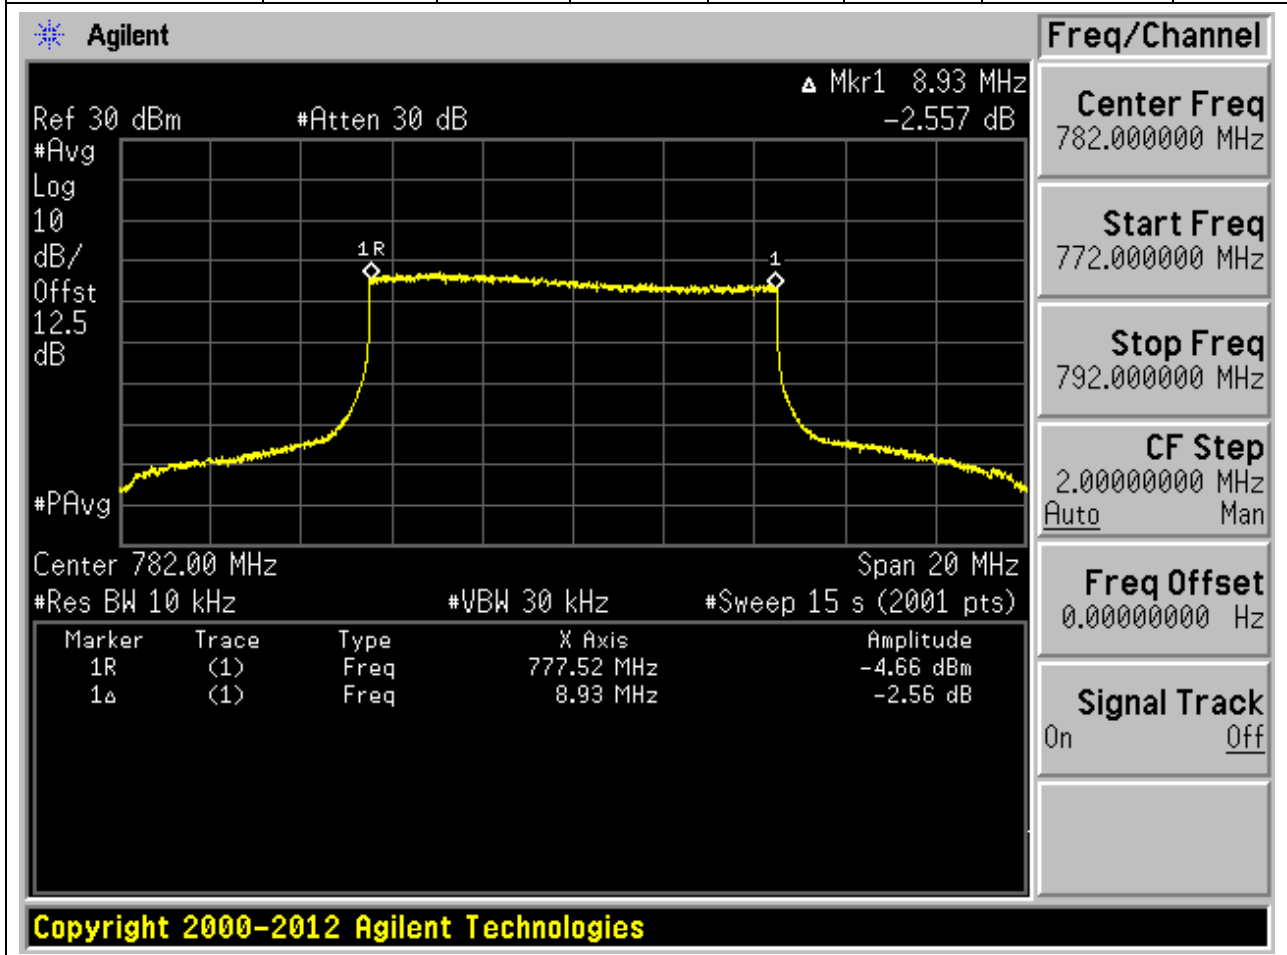 Agilent
Freq/Channel
Δ Mkr1 8.93 MHz
Ref 30 dBm #Atten 30 dB -2.557 dB
#Avg
Log
10
dB/
Offst
12.5
dB
1R
1
#PAvg
Center 782.00 MHz Span 20 MHz
#Res BW 10 kHz #VBW 30 kHz #Sweep 15 s (2001 pts)
Marker Trace Type X Axis Amplitude
1R (1) Freq 777.52 MHz -4.66 dBm
1Δ (1) Freq 8.93 MHz -2.56 dB
Center Freq
782.000000 MHz
Start Freq
772.000000 MHz
Stop Freq
792.000000 MHz
CF Step
2.00000000 MHz
Auto Man
Freq Offset
0.00000000 Hz
Signal Track
On Off
Copyright 2000-2012 Agilent Technologies